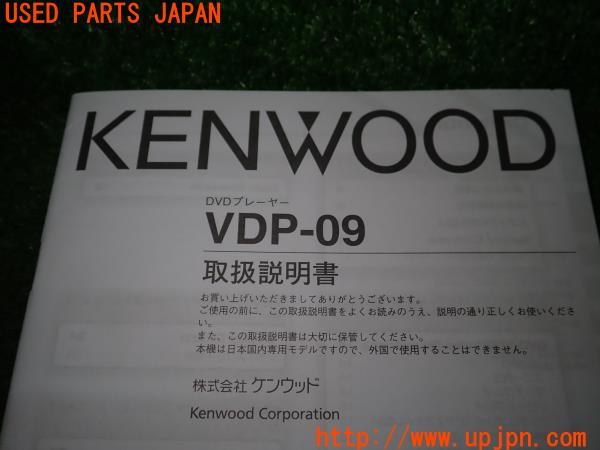 USED PARTS JAPAN
KENWOOD
DVDプレーヤー
VDP-09
取扱説明書
お買い上げいただきましてありがとうございます。
ご使用の前に、この取扱説明書をよくお読みのうえ、説明の通り正しくお使いくださ
い。
また、この取扱説明書は大切に保管してください。
本機は日本国内専用モデルですので、外国で使用することはできません。
株式会社 ケンウッド
Kenwood Corporation
http://www.upjpn.com/